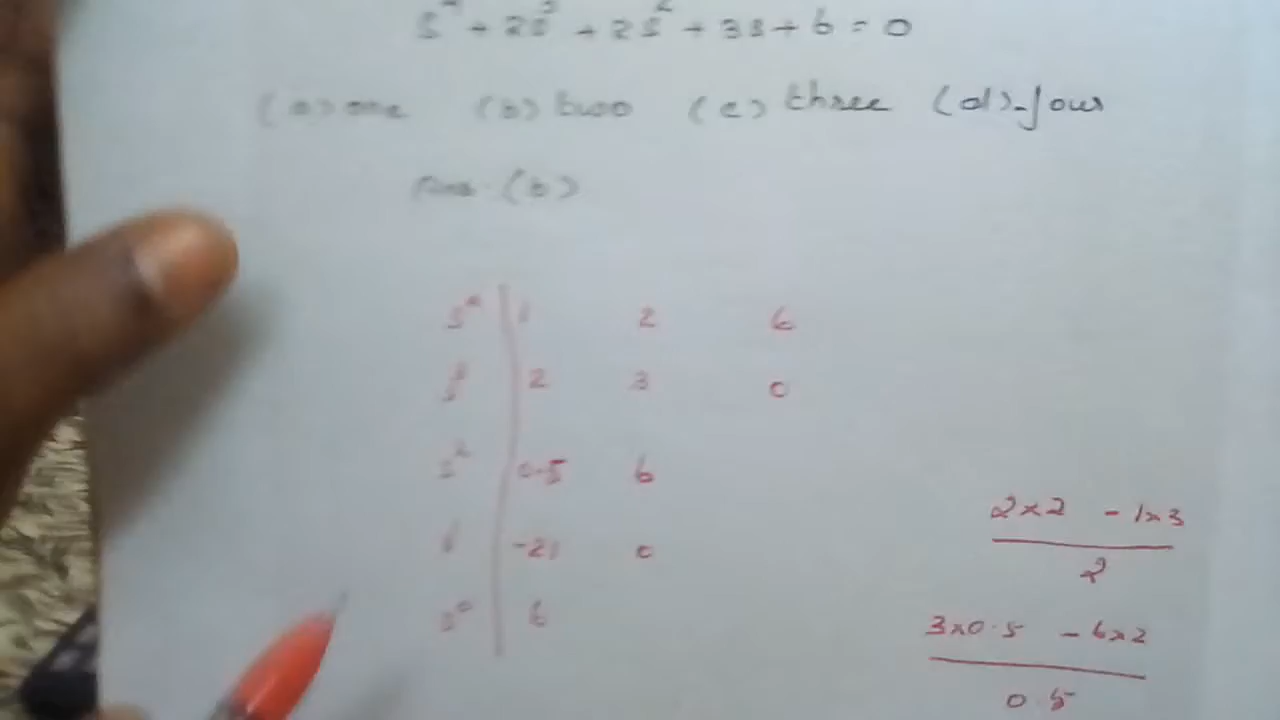 s⁴ + 2s³ + 2s² + 3s + 6 = 0
(a) one (b) two (c) three (d) four
Ans. (b)
s⁴ 1 2 6
s³ 2 3 0
s² 0.5 6
s¹ -21 0
s⁰ 6
2×2 - 1×3
2
3×0.5 - 6×2
0.5